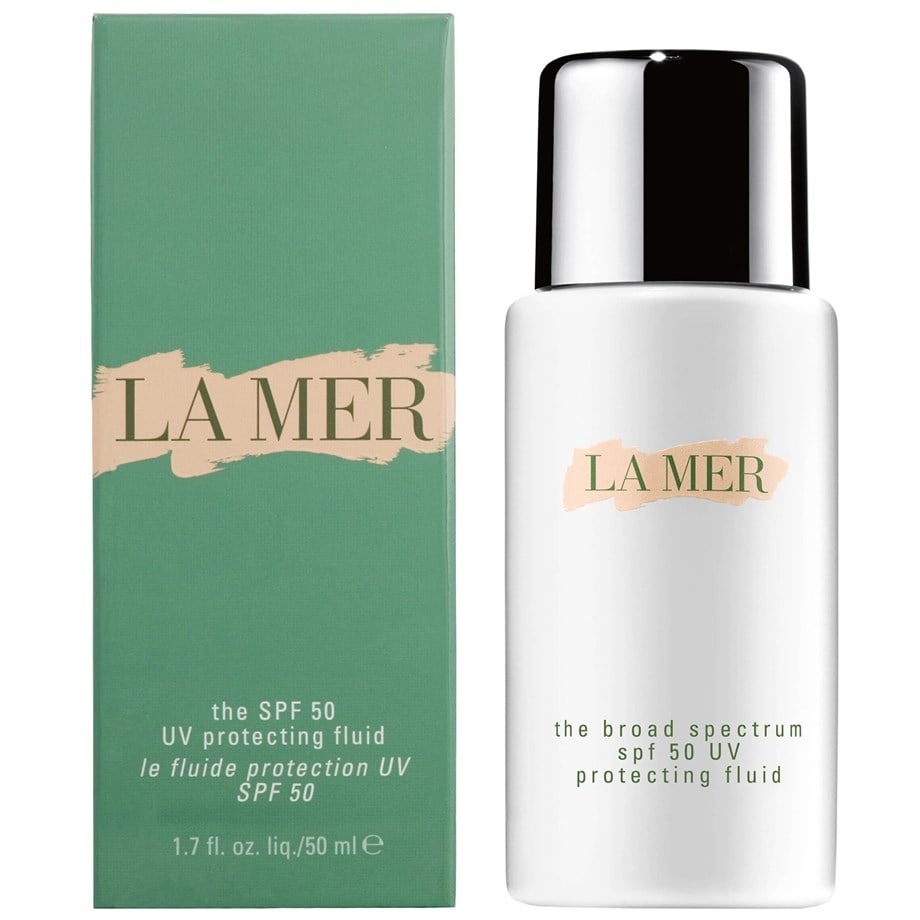 LA MER
the SPF 50
UV protecting fluid
le fluide protection UV
SPF 50
1.7 fl. oz. liq./50 ml ℮
LA MER
the broad spectrum
spf 50 UV
protecting fluid